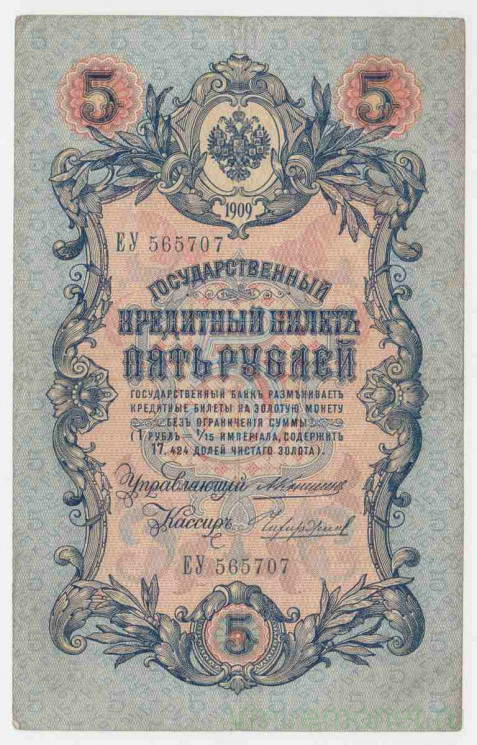 5 5
1909
ЕУ 565707
ГОСУДАРСТВЕННЫЙ
КРЕДИТНЫЙ БИЛЕТЪ
ПЯТЬ РУБЛЕЙ
ГОСУДАРСТВЕННЫЙ БАНКЪ РАЗМѢНИВАЕТЪ
КРЕДИТНЫЕ БИЛЕТЫ НА ЗОЛОТУЮ МОНЕТУ
БЕЗЪ ОГРАНИЧЕНІЯ СУММЫ
(1 РУБЛЬ = 1/15 ИМПЕРІАЛА, СОДЕРЖИТЪ
17,424 ДОЛЕЙ ЧИСТАГО ЗОЛОТА).
Управляющій
Кассиръ
ЕУ 565707
5